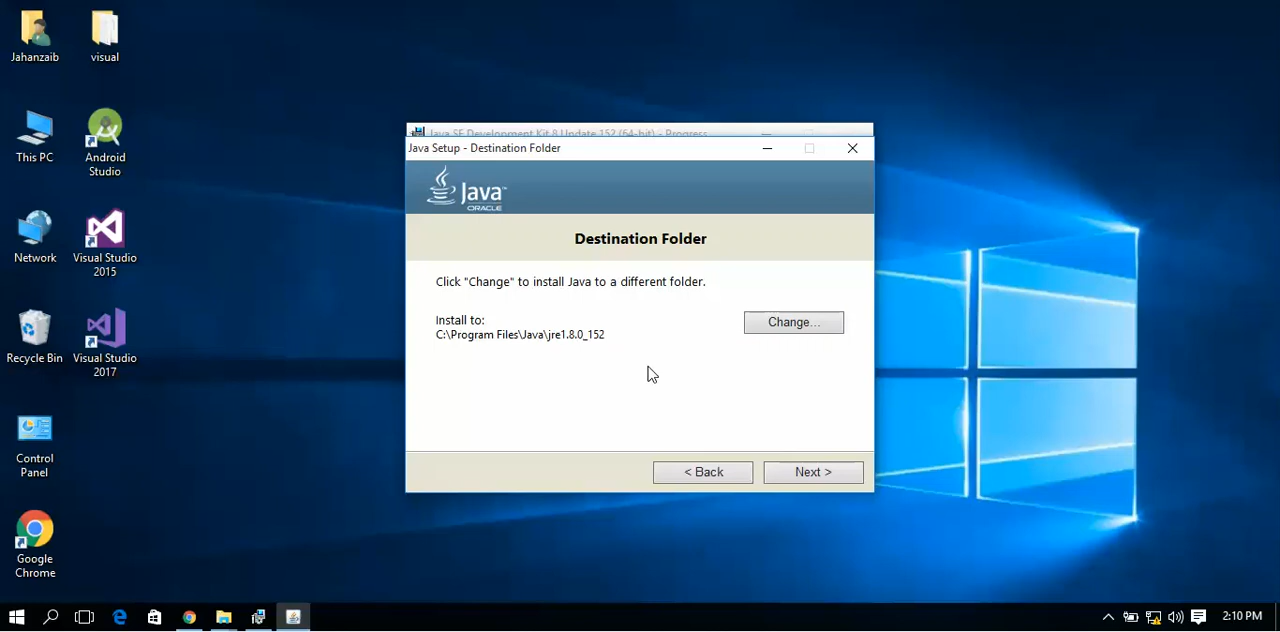 Jahanzaib
visual
This PC
Android
Studio
Network
Visual Studio
2015
Recycle Bin
Visual Studio
2017
Control
Panel
Google
Chrome
Java SE Development Kit 8 Update 152 (64-bit) - Progress
Java Setup - Destination Folder
Java™
ORACLE
Destination Folder
Click "Change" to install Java to a different folder.
Install to:
C:\Program Files\Java\jre1.8.0_152
Change...
< Back
Next >
2:10 PM